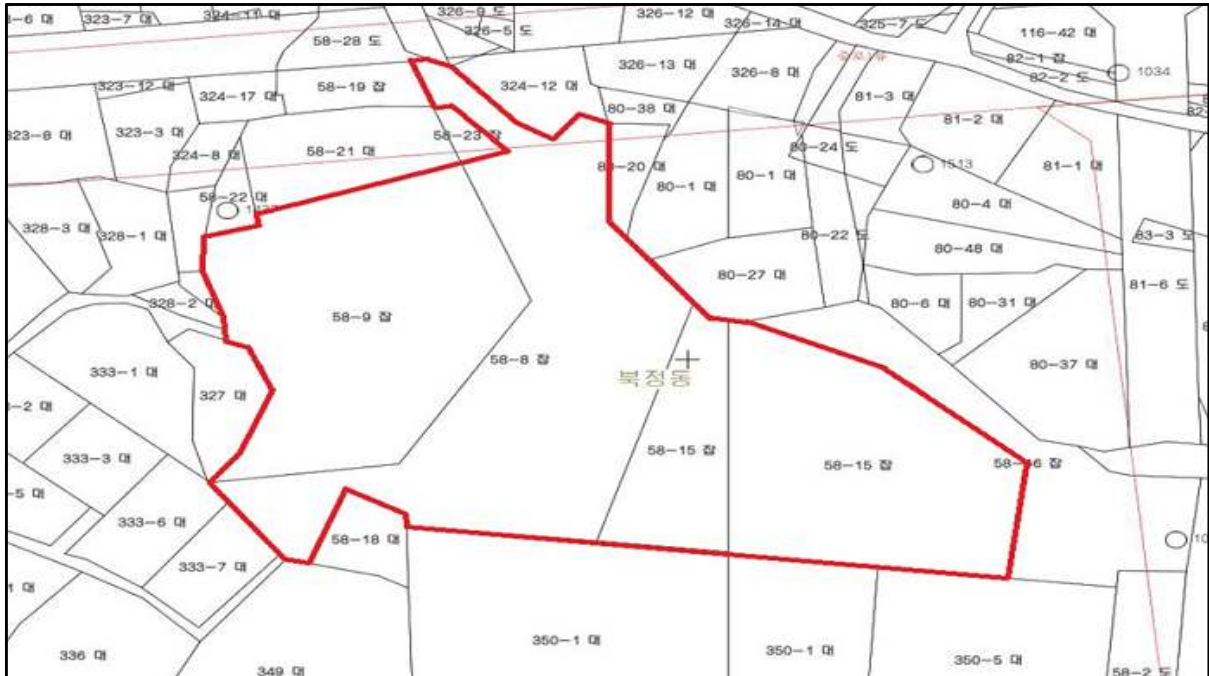 323-7 대
326-9 도
326-12 대
326-14 대
325-7 도
116-42 대
58-28 도
326-5 도
82-1 잡
82-2 도
1034
323-12 대
324-17 대
58-19 잡
324-12 대
326-13 대
326-8 대
81-3 대
323-8 대
323-3 대
80-38 대
81-2 대
58-23 잡
324-8 대
58-21 대
80-24 도
80-20 대
1513
81-1 대
80-1 대
80-1 대
58-22 대
80-4 대
328-3 대
328-1 대
80-22 도
83-3 도
80-48 대
80-27 대
81-6 도
328-2 대
80-6 대
80-31 대
58-9 잡
58-8 잡
북정동
80-37 대
333-1 대
327 대
333-3 대
58-15 잡
58-15 잡
58-16 잡
333-6 대
58-18 대
333-7 대
336 대
349 대
350-1 대
350-1 대
350-5 대
58-2 도